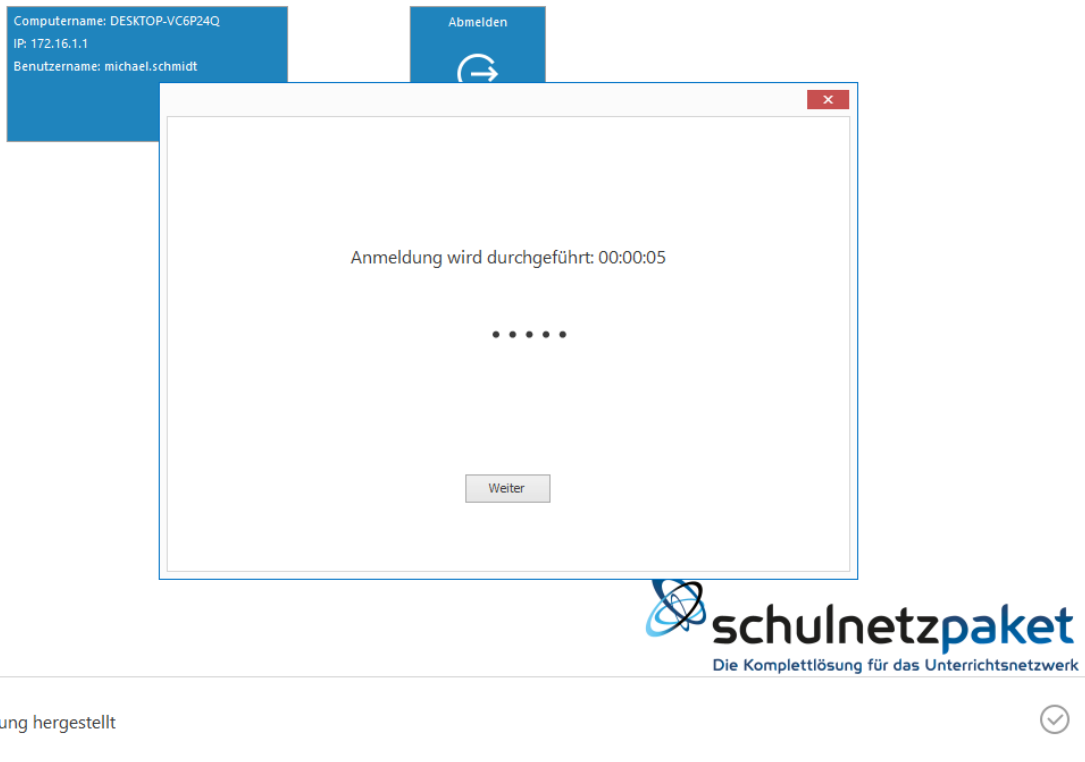 Computername: DESKTOP-VC6P24Q
IP: 172.16.1.1
Benutzername: michael.schmidt
Abmelden
Anmeldung wird durchgeführt: 00:00:05
Weiter
schulnetzpaket
Die Komplettlösung für das Unterrichtsnetzwerk
ung hergestellt